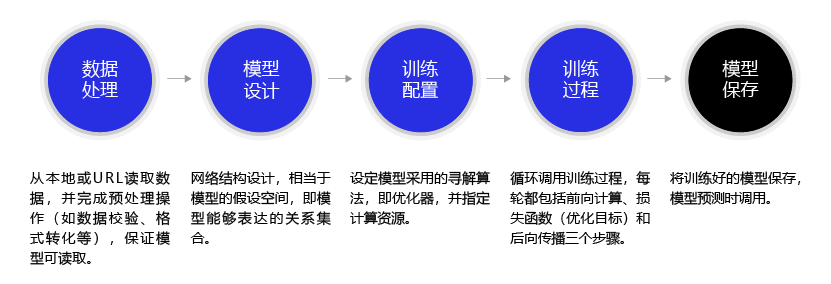 数据
处理
模型
设计
训练
配置
训练
过程
模型
保存
从本地或URL读取数
据，并完成预处理操
作（如数据校验、格
式转化等），保证模
型可读取。
网络结构设计，相当于
模型的假设空间，即模
型能够表达的关系集
合。
设定模型采用的寻解算
法，即优化器，并指定
计算资源。
循环调用训练过程，每
轮都包括前向计算、损
失函数（优化目标）和
后向传播三个步骤。
将训练好的模型保存，
模型预测时调用。